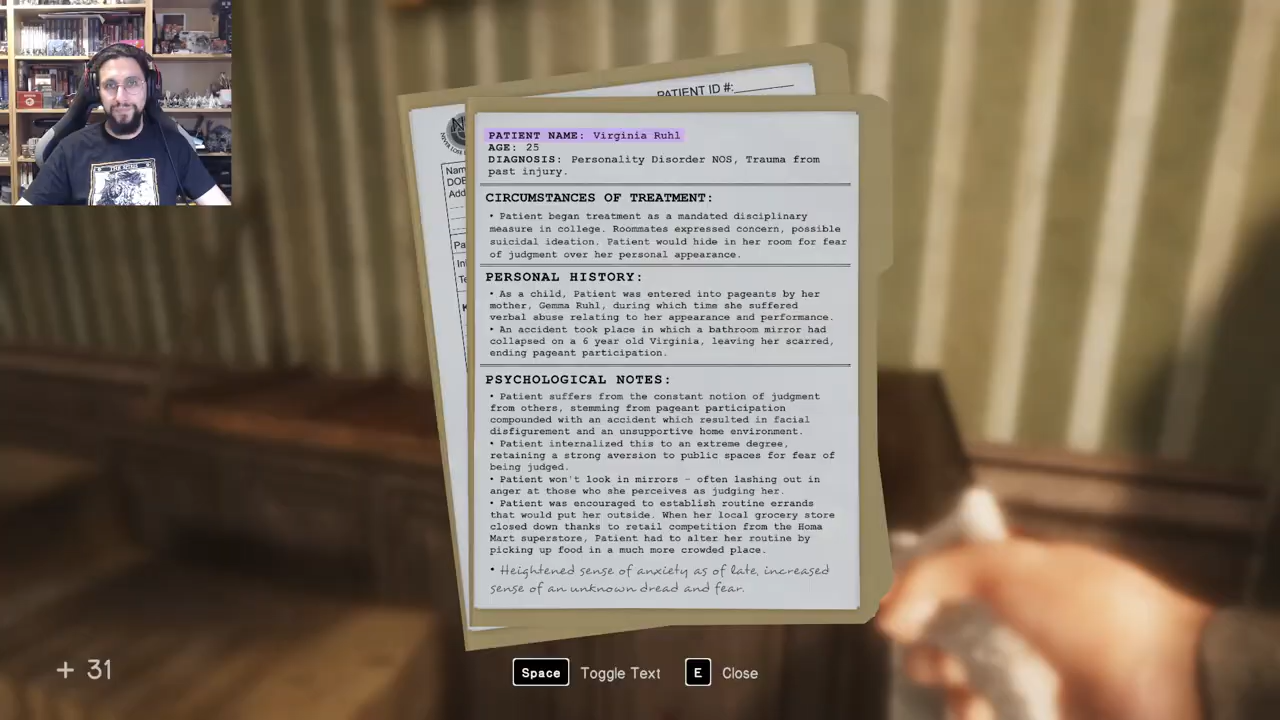 PATIENT ID #:
PATIENT NAME: Virginia Ruhl
AGE: 25
DIAGNOSIS: Personality Disorder NOS, Trauma from
past injury.
CIRCUMSTANCES OF TREATMENT:
• Patient began treatment as a mandated disciplinary
measure in college. Roommates expressed concern, possible
suicidal ideation. Patient would hide in her room for fear
of judgment over her personal appearance.
PERSONAL HISTORY:
• As a child, Patient was entered into pageants by her
mother, Gemma Ruhl, during which time she suffered
verbal abuse relating to her appearance and performance.
• An accident took place in which a bathroom mirror had
collapsed on a 6 year old Virginia, leaving her scarred,
ending pageant participation.
PSYCHOLOGICAL NOTES:
• Patient suffers from the constant notion of judgment
from others, stemming from pageant participation
compounded with an accident which resulted in facial
disfigurement and an unsupportive home environment.
• Patient internalized this to an extreme degree,
retaining a strong aversion to public spaces for fear of
being judged.
• Patient won't look in mirrors – often lashing out in
anger at those who she perceives as judging her.
• Patient was encouraged to establish routine errands
that would put her outside. When her local grocery store
closed down thanks to retail competition from the Homa
Mart superstore, Patient had to alter her routine by
picking up food in a much more crowded place.
• Heightened sense of anxiety as of late, increased
sense of an unknown dread and fear.
+ 31
Space Toggle Text E Close